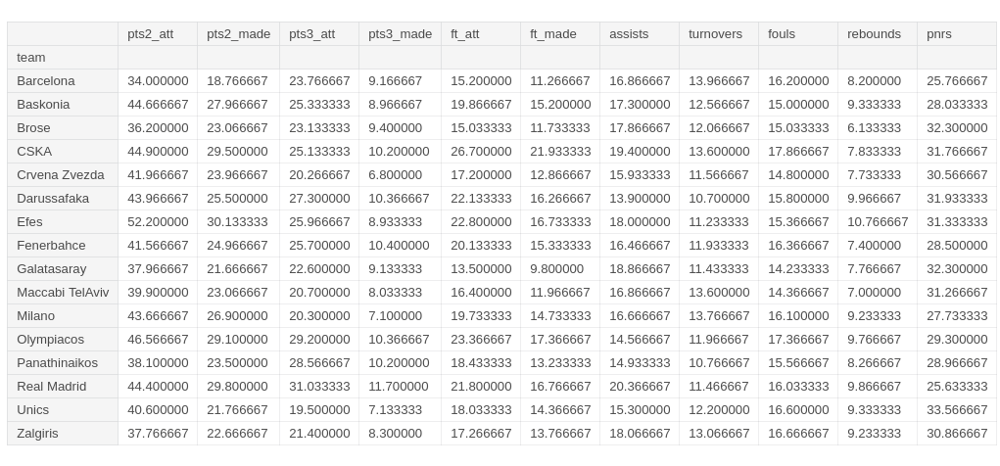 pts2_att pts2_made pts3_att pts3_made ft_att ft_made assists turnovers fouls rebounds pnrs
team
Barcelona 34.000000 18.766667 23.766667 9.166667 15.200000 11.266667 16.866667 13.966667 16.200000 8.200000 25.766667
Baskonia 44.666667 27.966667 25.333333 8.966667 19.866667 15.200000 17.300000 12.566667 15.000000 9.333333 28.033333
Brose 36.200000 23.066667 23.133333 9.400000 15.033333 11.733333 17.866667 12.066667 15.033333 6.133333 32.300000
CSKA 44.900000 29.500000 25.133333 10.200000 26.700000 21.933333 19.400000 13.600000 17.866667 7.833333 31.766667
Crvena Zvezda 41.966667 23.966667 20.266667 6.800000 17.200000 12.866667 15.933333 11.566667 14.800000 7.733333 30.566667
Darussafaka 43.966667 25.500000 27.300000 10.366667 22.133333 16.266667 13.900000 10.700000 15.800000 9.966667 31.933333
Efes 52.200000 30.133333 25.966667 8.933333 22.800000 16.733333 18.000000 11.233333 15.366667 10.766667 31.333333
Fenerbahce 41.566667 24.966667 25.700000 10.400000 20.133333 15.333333 16.466667 11.933333 16.366667 7.400000 28.500000
Galatasaray 37.966667 21.666667 22.600000 9.133333 13.500000 9.800000 18.866667 11.433333 14.233333 7.766667 32.300000
Maccabi TelAviv 39.900000 23.066667 20.700000 8.033333 16.400000 11.966667 16.866667 13.600000 14.366667 7.000000 31.266667
Milano 43.666667 26.900000 20.300000 7.100000 19.733333 14.733333 16.666667 13.766667 16.100000 9.233333 27.733333
Olympiacos 46.566667 29.100000 29.200000 10.366667 23.366667 17.366667 14.566667 11.966667 17.366667 9.766667 29.300000
Panathinaikos 38.100000 23.500000 28.566667 10.200000 18.433333 13.233333 14.933333 10.766667 15.566667 8.266667 28.966667
Real Madrid 44.400000 29.800000 31.033333 11.700000 21.800000 16.766667 20.366667 11.466667 16.033333 9.866667 25.633333
Unics 40.600000 21.766667 19.500000 7.133333 18.033333 14.366667 15.300000 12.200000 16.600000 9.333333 33.566667
Zalgiris 37.766667 22.666667 21.400000 8.300000 17.266667 13.766667 18.066667 13.066667 16.666667 9.233333 30.866667